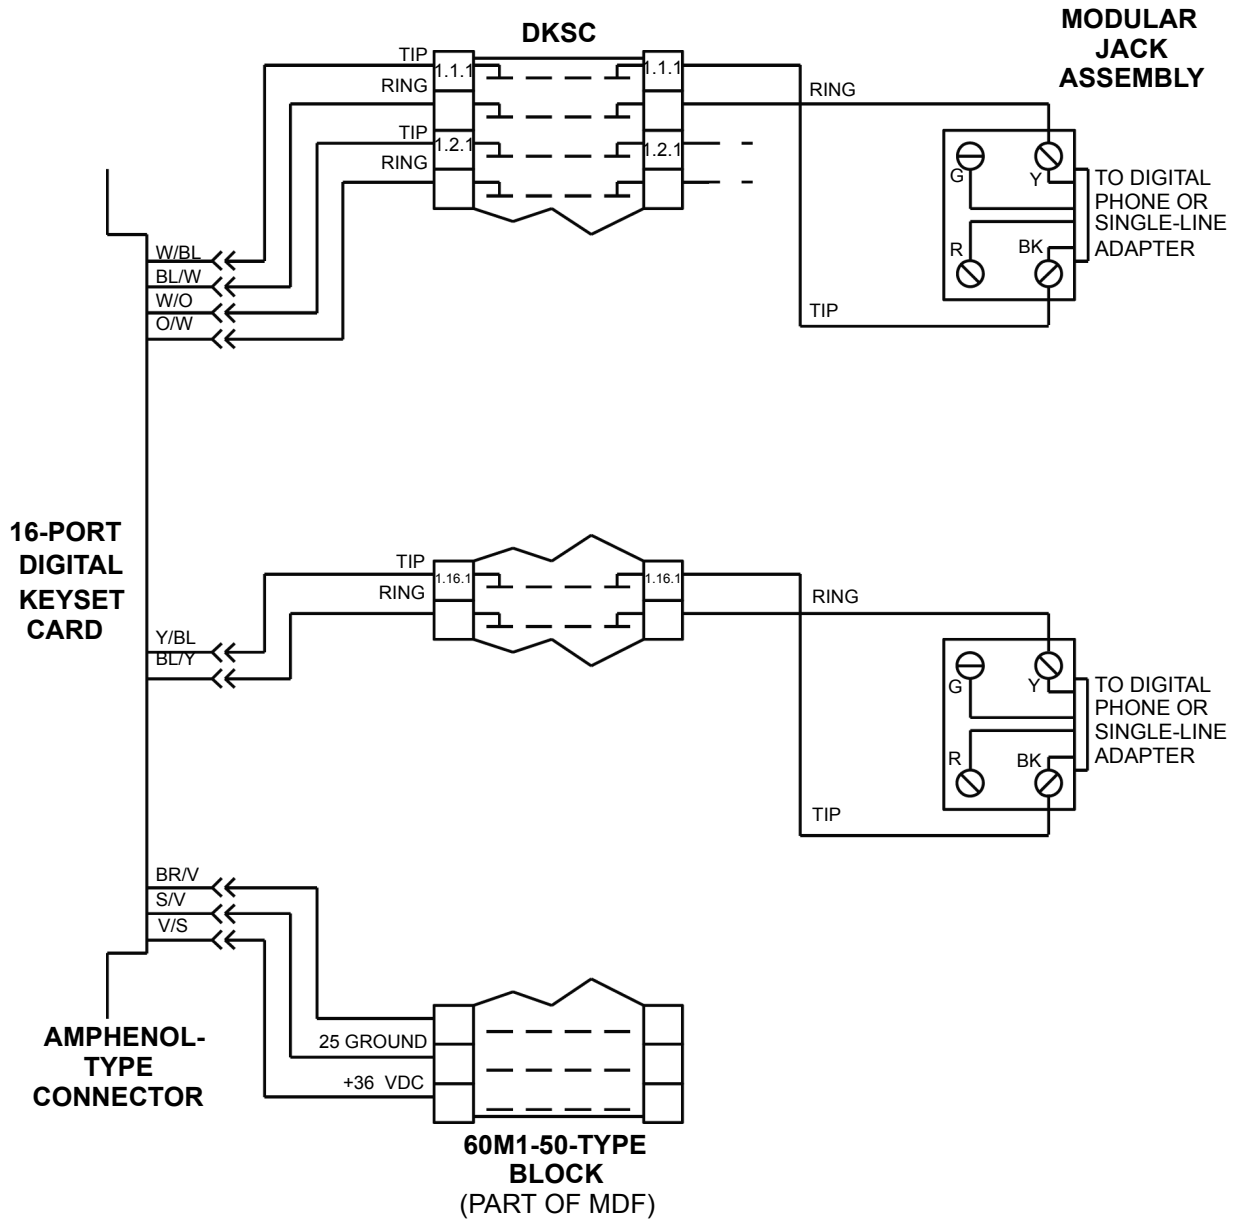 DKSC
MODULAR
JACK
ASSEMBLY
TIP
1.1.1
1.1.1
RING
RING
TIP
1.2.1
1.2.1
RING
G
Y
R
BK
TO DIGITAL
PHONE OR
SINGLE-LINE
ADAPTER
TIP
W/BL
BL/W
W/O
O/W
16-PORT
DIGITAL
KEYSET
CARD
TIP
1.16.1
1.16.1
RING
RING
Y/BL
BL/Y
G
Y
R
BK
TO DIGITAL
PHONE OR
SINGLE-LINE
ADAPTER
TIP
BR/V
S/V
V/S
AMPHENOL-
TYPE
CONNECTOR
25 GROUND
+36 VDC
60M1-50-TYPE
BLOCK
(PART OF MDF)